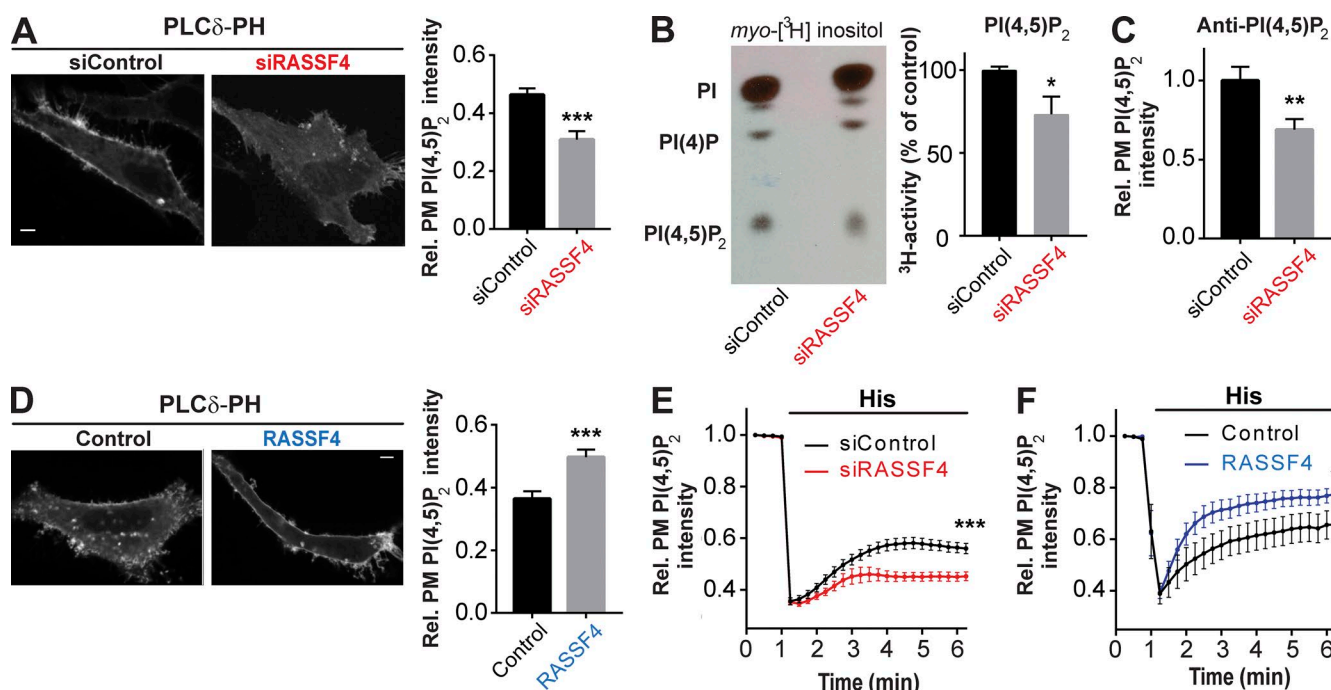 A
PLCδ-PH
siControl
siRASSF4
Rel. PM PI(4,5)P2 intensity
0.6
0.4
0.2
0.0
***
siControl
siRASSF4
B
myo-[3H] inositol
PI
PI(4)P
PI(4,5)P2
siControl
siRASSF4
PI(4,5)P2
3H-activity (% of control)
100
50
0
*
siControl
siRASSF4
C
Anti-PI(4,5)P2
Rel. PM PI(4,5)P2
intensity
1.0
0.5
0.0
**
siControl
siRASSF4
D
PLCδ-PH
Control
RASSF4
Rel. PM PI(4,5)P2 intensity
0.6
0.4
0.2
0.0
***
Control
RASSF4
E
His
Rel. PM PI(4,5)P2
intensity
1.0
0.8
0.6
0.4
siControl
siRASSF4
***
0 1 2 3 4 5 6
Time (min)
F
His
Rel. PM PI(4,5)P2
intensity
1.0
0.8
0.6
0.4
Control
RASSF4
0 1 2 3 4 5 6
Time (min)